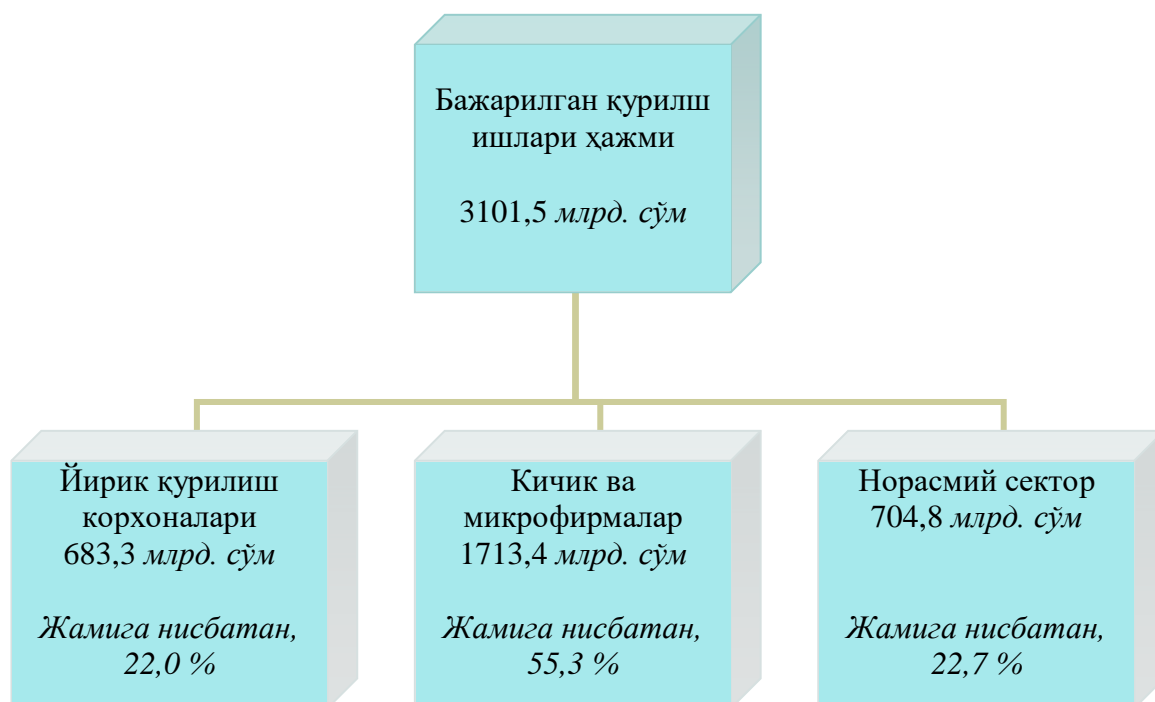 Бажарилган қурилш
ишлари ҳажми
3101,5 млрд. сўм
Йирик қурилиш
корхоналари
683,3 млрд. сўм
Жамига нисбатан,
22,0 %
Кичик ва
микрофирмалар
1713,4 млрд. сўм
Жамига нисбатан,
55,3 %
Норасмий сектор
704,8 млрд. сўм
Жамига нисбатан,
22,7 %